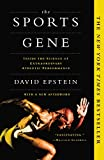 the
SPORTS
GENE
INSIDE THE SCIENCE OF
EXTRAORDINARY
ATHLETIC PERFORMANCE
DAVID EPSTEIN
WITH A NEW AFTERWORD
THE NEW YORK TIMES BESTSELLER